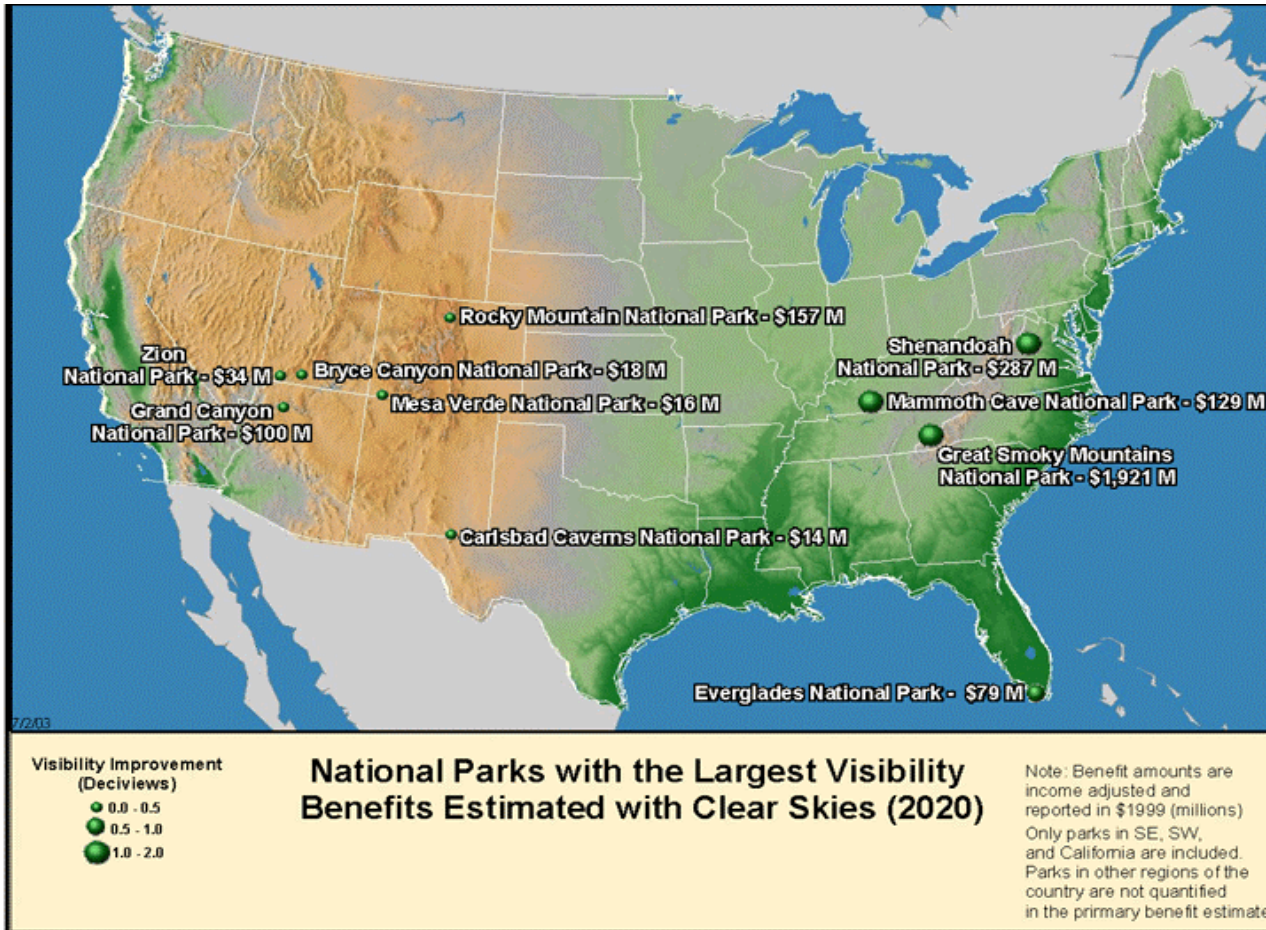 Rocky Mountain National Park - $157 M
Zion
National Park - $34 M
Bryce Canyon National Park - $18 M
Shenandoah
National Park - $287 M
Mesa Verde National Park - $16 M
Mammoth Cave National Park - $129 M
Grand Canyon
National Park - $100 M
Great Smoky Mountains
National Park - $1,921 M
Carlsbad Caverns National Park - $14 M
Everglades National Park - $79 M
7/2/03
Visibility Improvement
(Deciviews)
0.0 - 0.5
0.5 - 1.0
1.0 - 2.0
National Parks with the Largest Visibility
Benefits Estimated with Clear Skies (2020)
Note: Benefit amounts are
income adjusted and
reported in $1999 (millions)
Only parks in SE, SW,
and California are included.
Parks in other regions of the
country are not quantified
in the prirmary benefit estimate